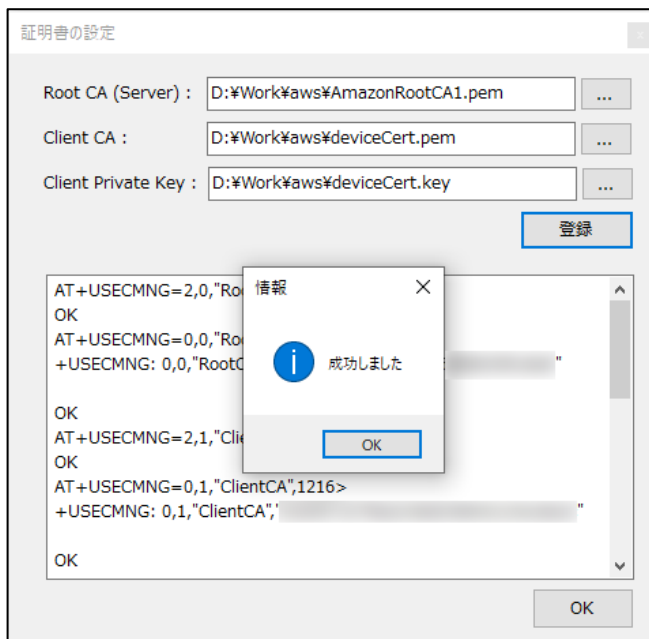 証明書の設定
Root CA (Server) : D:¥Work¥aws¥AmazonRootCA1.pem ...
Client CA : D:¥Work¥aws¥deviceCert.pem ...
Client Private Key : D:¥Work¥aws¥deviceCert.key ...
登録
AT+USECMNG=2,0,"Ro
OK
AT+USECMNG=0,0,"Ro
+USECMNG: 0,0,"RootC "
OK
AT+USECMNG=2,1,"Clie
OK
AT+USECMNG=0,1,"ClientCA",1216>
+USECMNG: 0,1,"ClientCA"," "
OK
情報
成功しました
OK
OK